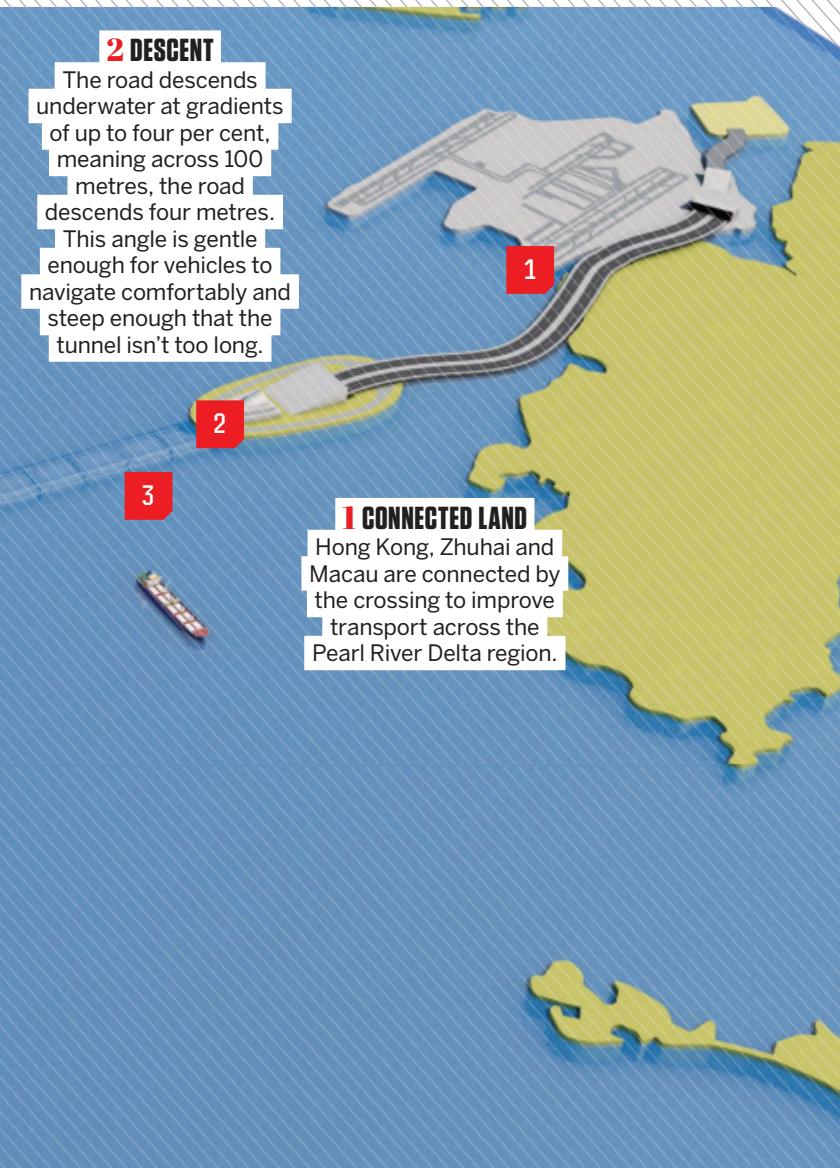 2 DESCENT
The road descends
underwater at gradients
of up to four per cent,
meaning across 100
metres, the road
descends four metres.
This angle is gentle
enough for vehicles to
navigate comfortably and
steep enough that the
tunnel isn't too long.
1
2
3
1 CONNECTED LAND
Hong Kong, Zhuhai and
Macau are connected by
the crossing to improve
transport across the
Pearl River Delta region.